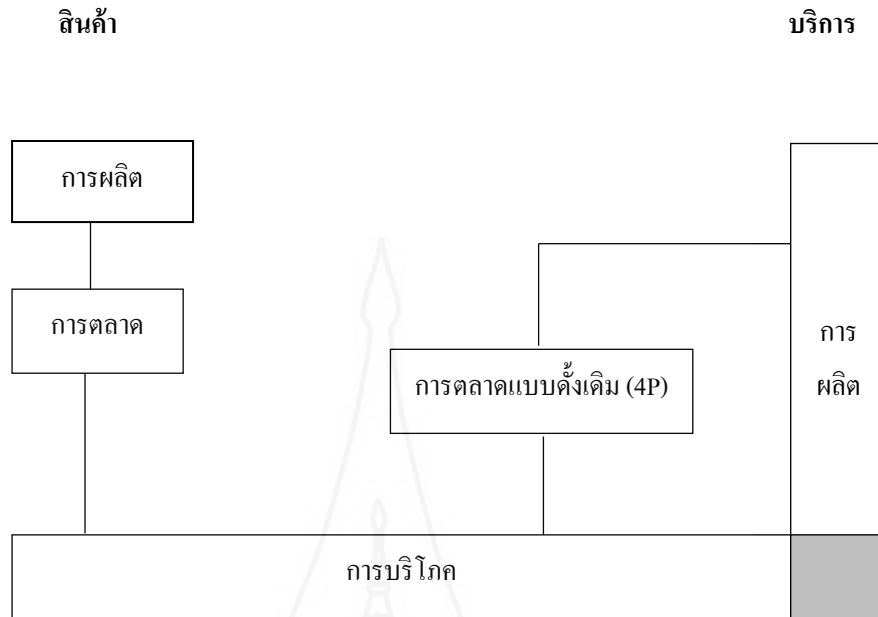 สินค้า
บริการ
การผลิต
การตลาด
การตลาดแบบดั้งเดิม (4P)
การ
ผลิต
การบริโภค